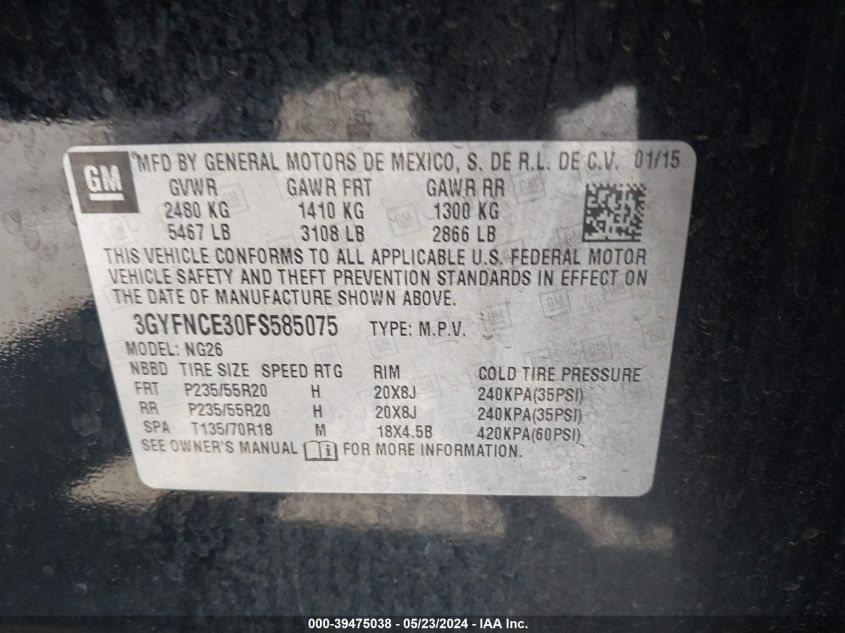 GM MFD BY GENERAL MOTORS DE MEXICO, S. DE R.L. DE C.V. 01/15
GVWR GAWR FRT GAWR RR
2480 KG 1410 KG 1300 KG
5467 LB 3108 LB 2866 LB
THIS VEHICLE CONFORMS TO ALL APPLICABLE U.S. FEDERAL MOTOR
VEHICLE SAFETY AND THEFT PREVENTION STANDARDS IN EFFECT ON
THE DATE OF MANUFACTURE SHOWN ABOVE.
3GYFNCE30FS585075 TYPE: M.P.V.
MODEL: NG26
NBBD TIRE SIZE SPEED RTG RIM COLD TIRE PRESSURE
FRT P235/55R20 H 20X8J 240KPA(35PSI)
RR P235/55R20 H 20X8J 240KPA(35PSI)
SPA T135/70R18 M 18X4.5B 420KPA(60PSI)
SEE OWNER'S MANUAL FOR MORE INFORMATION.
000-39475038 - 05/23/2024 - IAA Inc.